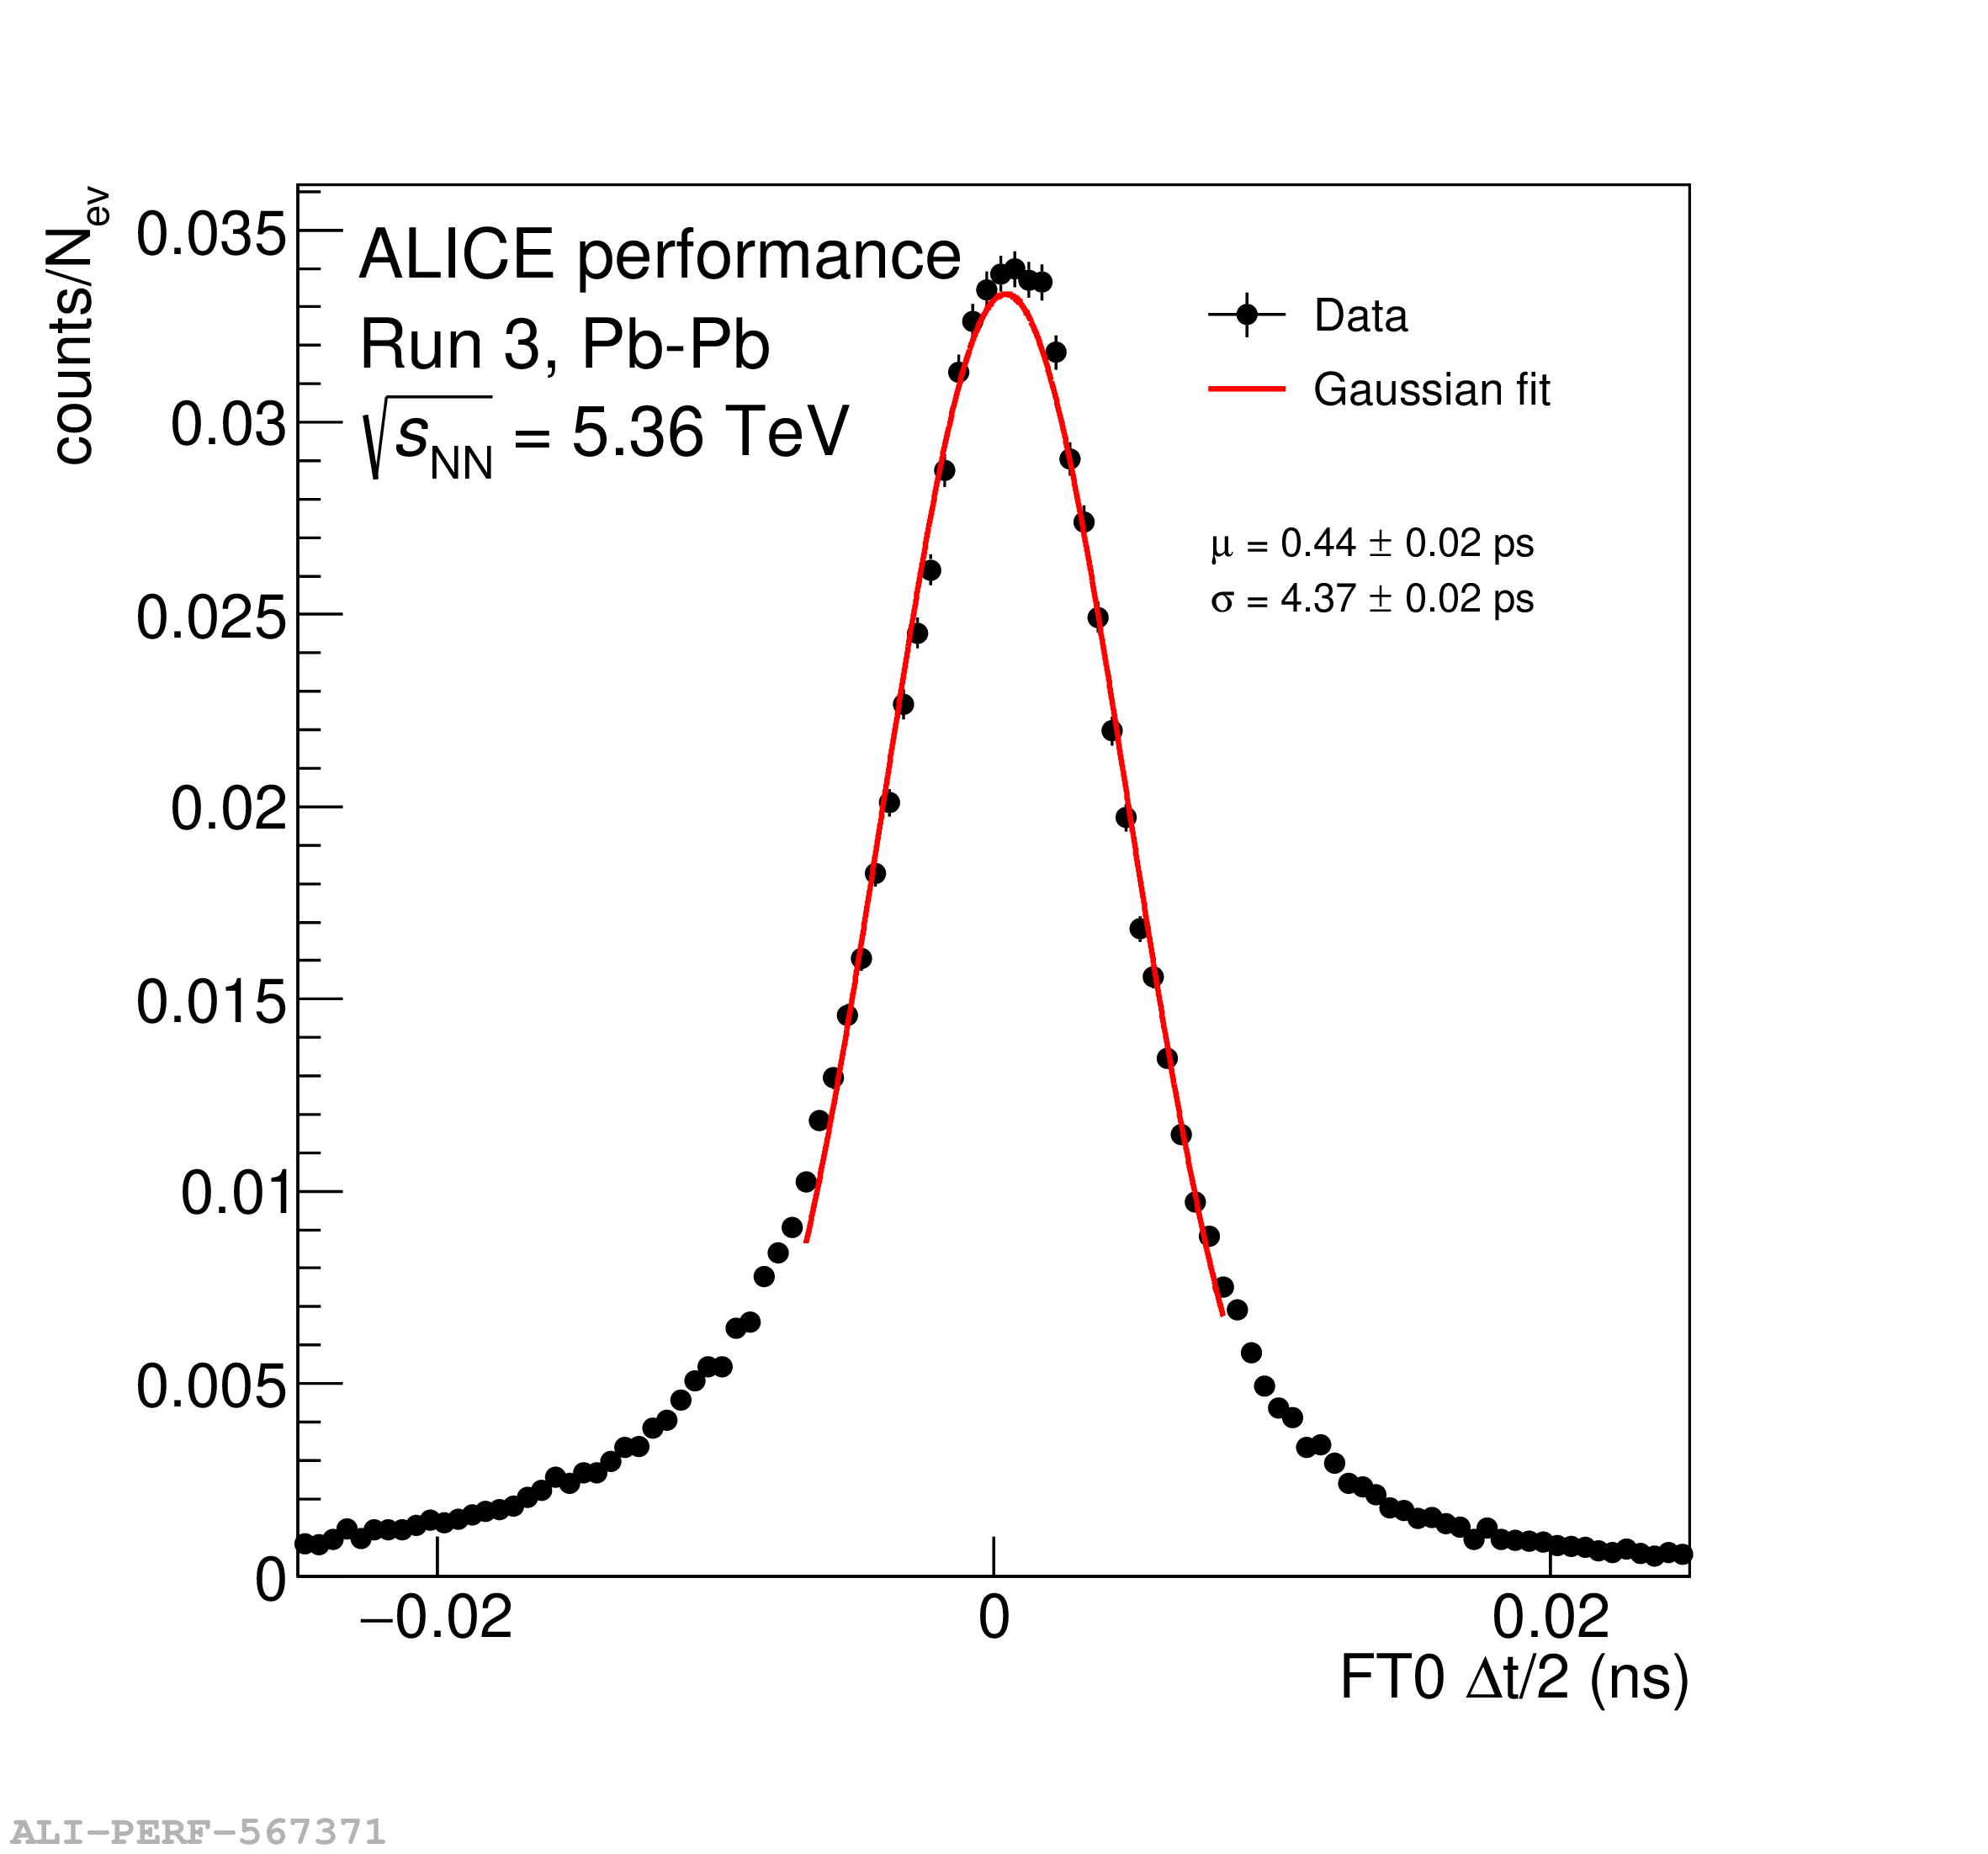 counts/Nev
0.035
0.03
0.025
0.02
0.015
0.01
0.005
0
ALICE performance
Run 3, Pb-Pb
√sNN = 5.36 TeV
Data
Gaussian fit
μ = 0.44 ± 0.02 ps
σ = 4.37 ± 0.02 ps
−0.02 0 0.02
FT0 Δt/2 (ns)
ALI-PERF-567371